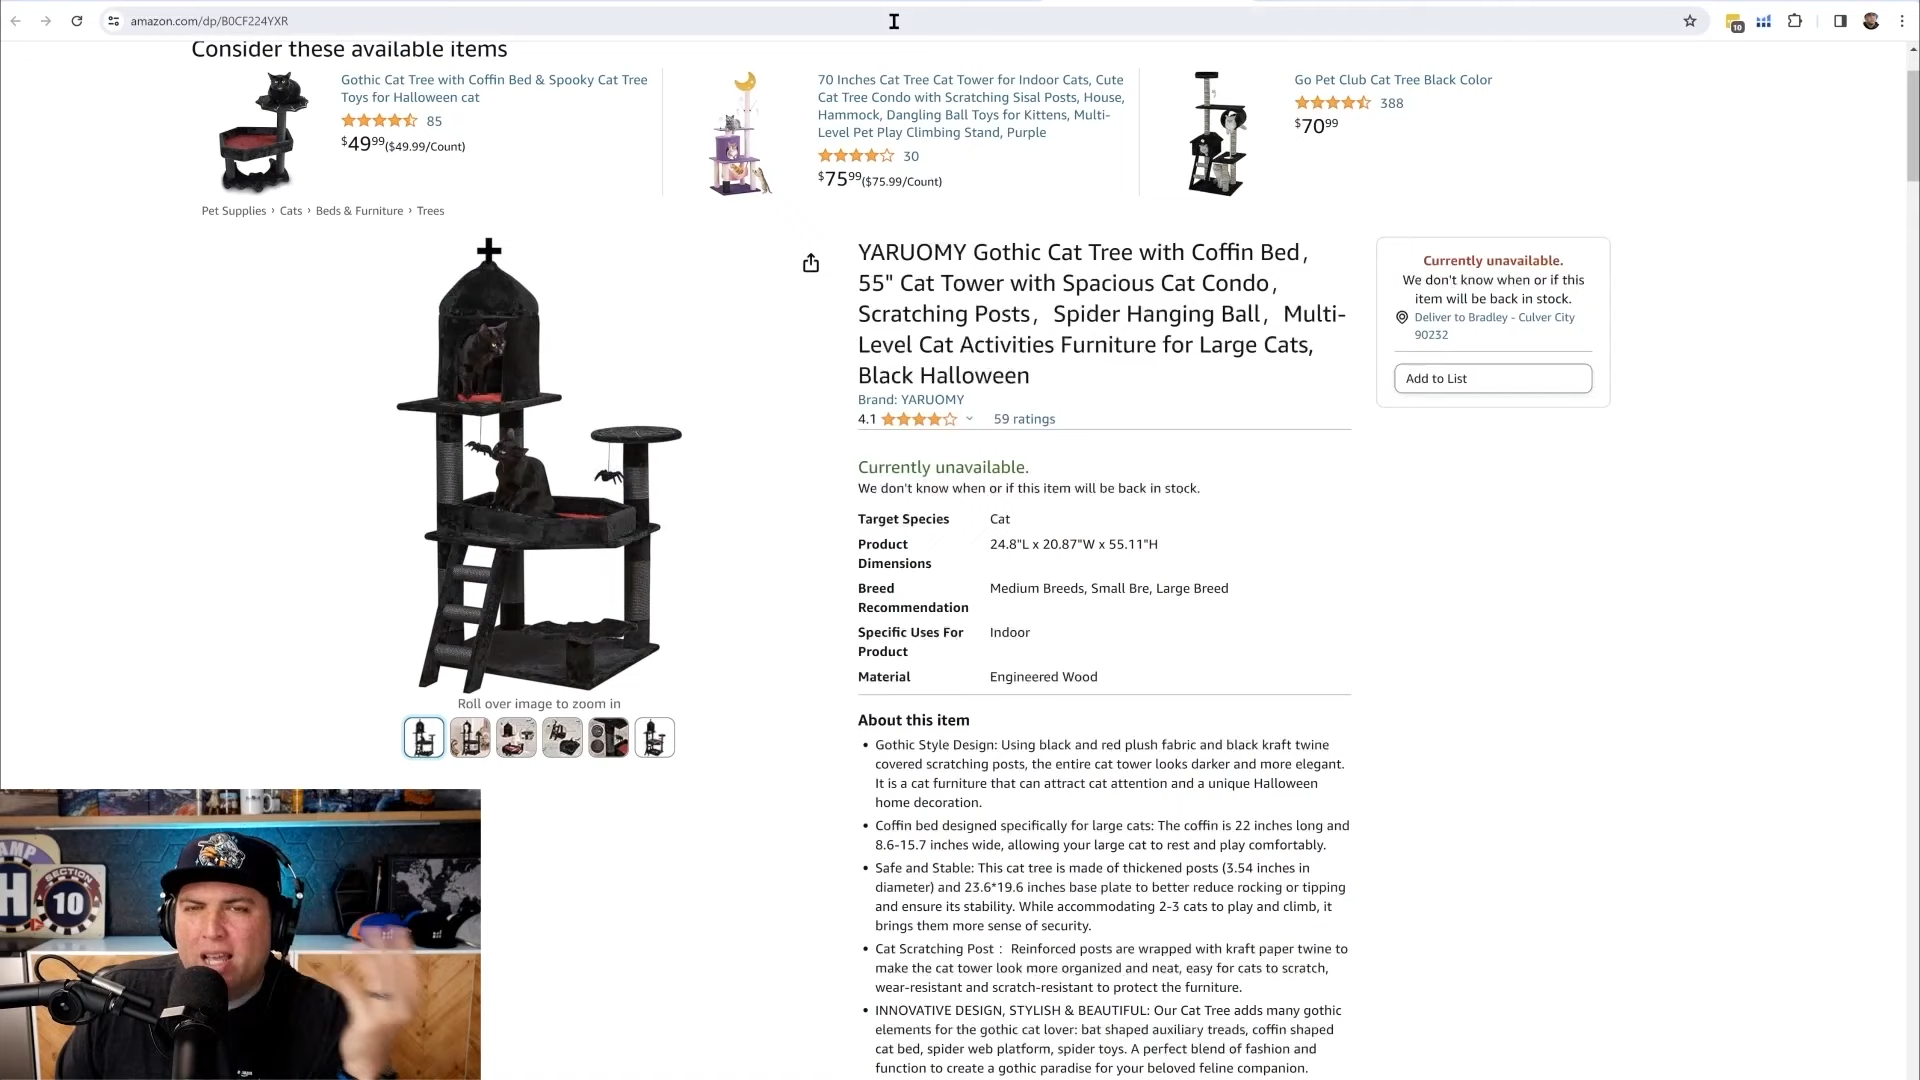 amazon.com/dp/B0CF224YXR
10
Consider these available items
Gothic Cat Tree with Coffin Bed & Spooky Cat Tree
Toys for Halloween cat
85
$49.99($49.99/Count)
70 Inches Cat Tree Cat Tower for Indoor Cats, Cute
Cat Tree Condo with Scratching Sisal Posts, House,
Hammock, Dangling Ball Toys for Kittens, Multi-
Level Pet Play Climbing Stand, Purple
30
$75.99($75.99/Count)
Go Pet Club Cat Tree Black Color
388
$70.99
Pet Supplies › Cats › Beds & Furniture › Trees
YARUOMY Gothic Cat Tree with Coffin Bed,
55" Cat Tower with Spacious Cat Condo,
Scratching Posts，Spider Hanging Ball，Multi-
Level Cat Activities Furniture for Large Cats,
Black Halloween
Brand: YARUOMY
4.1
59 ratings
Currently unavailable.
We don't know when or if this item will be back in stock.
Target Species Cat
Product Dimensions 24.8"L x 20.87"W x 55.11"H
Breed Recommendation Medium Breeds, Small Bre, Large Breed
Specific Uses For Product Indoor
Material Engineered Wood
About this item
• Gothic Style Design: Using black and red plush fabric and black kraft twine
covered scratching posts, the entire cat tower looks darker and more elegant.
It is a cat furniture that can attract cat attention and a unique Halloween
home decoration.
• Coffin bed designed specifically for large cats: The coffin is 22 inches long and
8.6-15.7 inches wide, allowing your large cat to rest and play comfortably.
• Safe and Stable: This cat tree is made of thickened posts (3.54 inches in
diameter) and 23.6*19.6 inches base plate to better reduce rocking or tipping
and ensure its stability. While accommodating 2-3 cats to play and climb, it
brings them more sense of security.
• Cat Scratching Post： Reinforced posts are wrapped with kraft paper twine to
make the cat tower look more organized and neat, easy for cats to scratch,
wear-resistant and scratch-resistant to protect the furniture.
• INNOVATIVE DESIGN, STYLISH & BEAUTIFUL: Our Cat Tree adds many gothic
elements for the gothic cat lover: bat shaped auxiliary treads, coffin shaped
cat bed, spider web platform, spider toys. A perfect blend of fashion and
function to create a gothic paradise for your beloved feline companion.
Currently unavailable.
We don't know when or if this
item will be back in stock.
Deliver to Bradley - Culver City
90232
Add to List
Roll over image to zoom in
AMP
H
SECTION
10